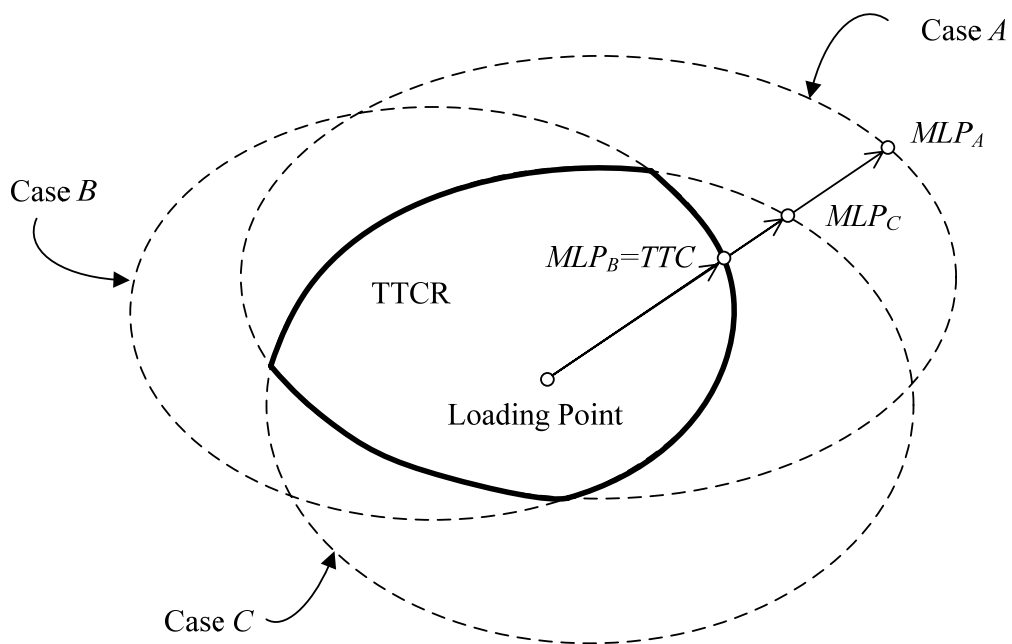 Case A
MLP_A
Case B
MLP_C
MLP_B=TTC
TTCR
Loading Point
Case C